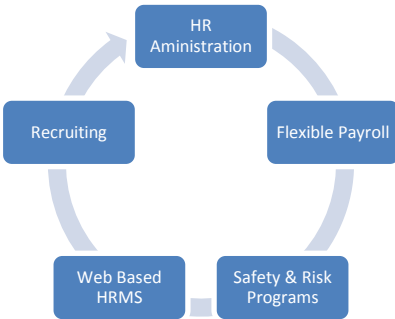 HR
Aministration
Flexible Payroll
Safety & Risk
Programs
Web Based
HRMS
Recruiting